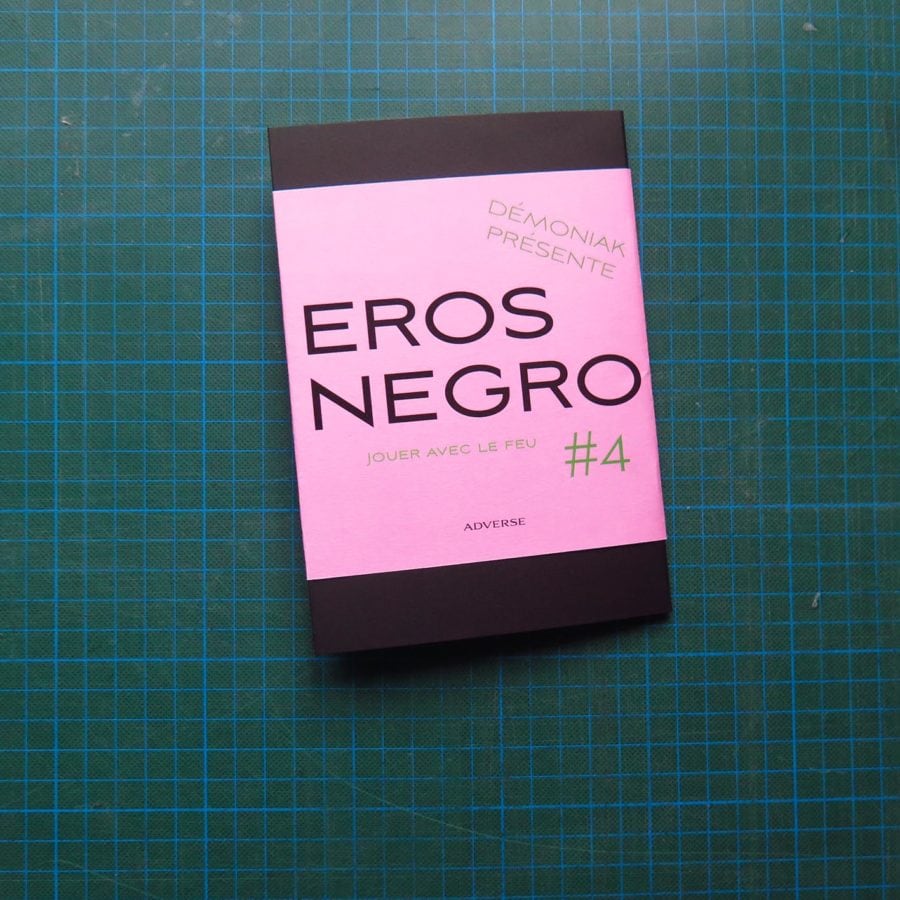 DÉMONIAK
PRÉSENTE
EROS
NEGRO
JOUER AVEC LE FEU
#4
ADVERSE